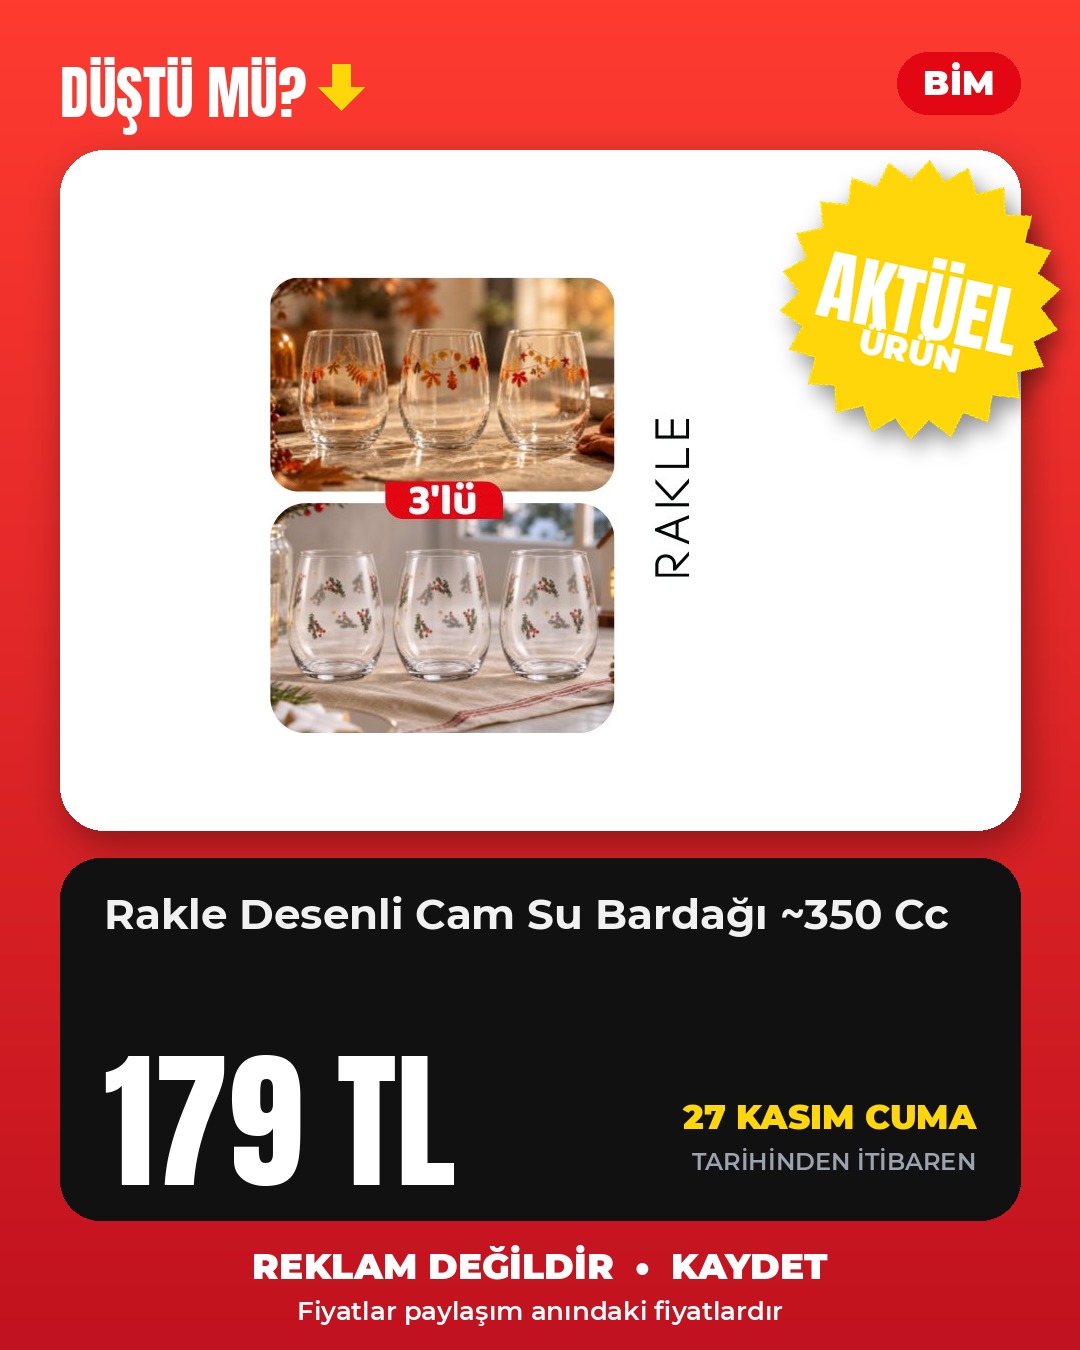 DÜŞTÜ MÜ?
BİM
AKTÜEL
ÜRÜN
3'lü
RAKLE
Rakle Desenli Cam Su Bardağı ~350 Cc
179 TL
27 KASIM CUMA
TARİHİNDEN İTİBAREN
REKLAM DEĞİLDİR • KAYDET
Fiyatlar paylaşım anındaki fiyatlardır